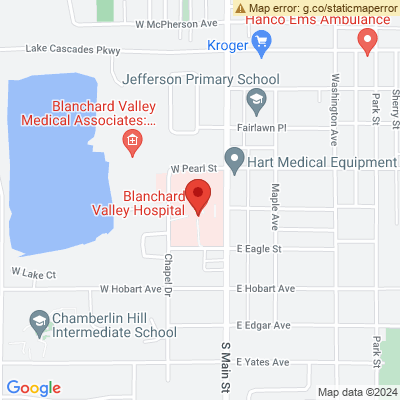 Map error: g.co/staticmaperror
W McPherson Ave
Hanco Ems Ambulance
Lake Cascades Pkwy
Kroger
Jefferson Primary School
Washington Ave
Sherry St
Park St
Blanchard Valley
Medical Associates:...
Fairlawn Pl
W Pearl St
Hart Medical Equipment
Blanchard
Valley Hospital
Maple Ave
E Eagle St
W Lake Ct
Chapel Dr
W Hobart Ave
E Hobart Ave
Chamberlin Hill
Intermediate School
E Edgar Ave
S Main St
Park St
E Yates Ave
Google
Map data ©2024